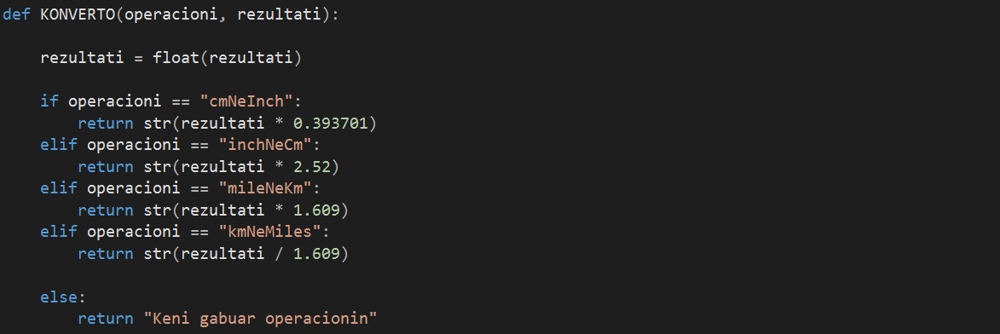 def KONVERTO(operacioni, rezultati):
rezultati = float(rezultati)
if operacioni == "cmNeInch":
return str(rezultati * 0.393701)
elif operacioni == "inchNeCm":
return str(rezultati * 2.52)
elif operacioni == "mileNeKm":
return str(rezultati * 1.609)
elif operacioni == "kmNeMiles":
return str(rezultati / 1.609)
else:
return "Keni gabuar operacionin"